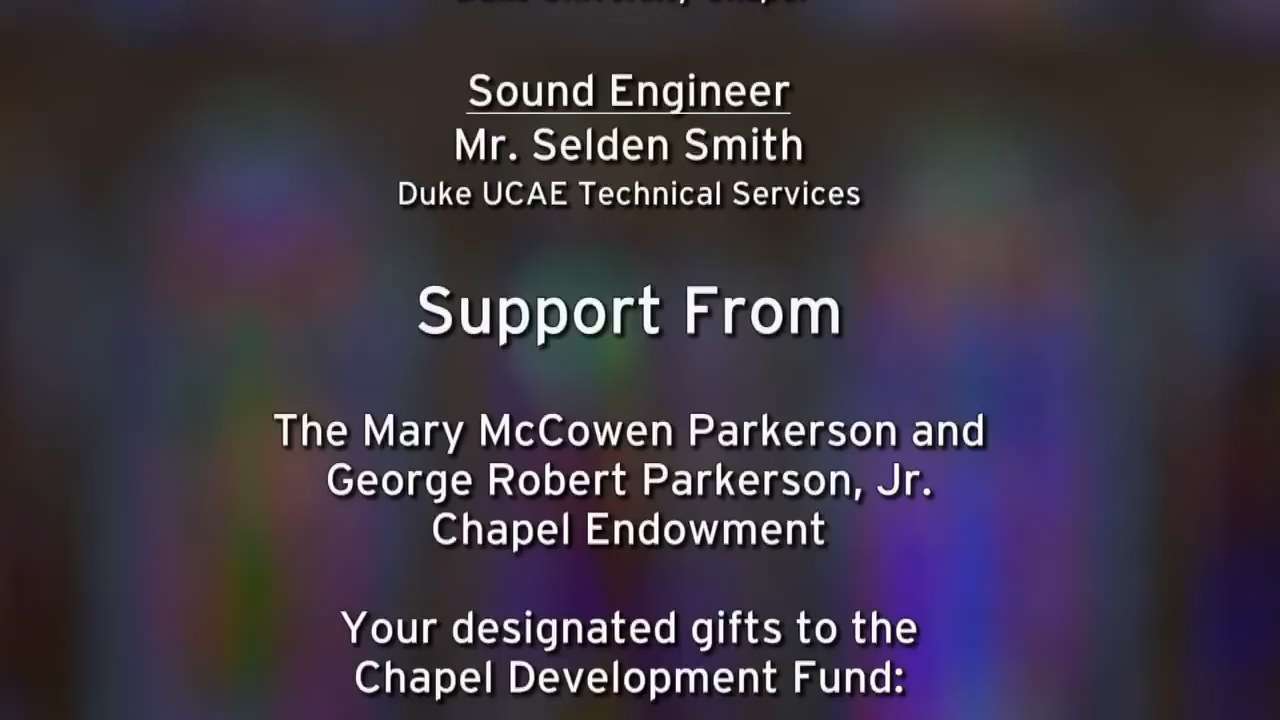 Sound Engineer
Mr. Selden Smith
Duke UCAE Technical Services
Support From
The Mary McCowen Parkerson and
George Robert Parkerson, Jr.
Chapel Endowment
Your designated gifts to the
Chapel Development Fund: